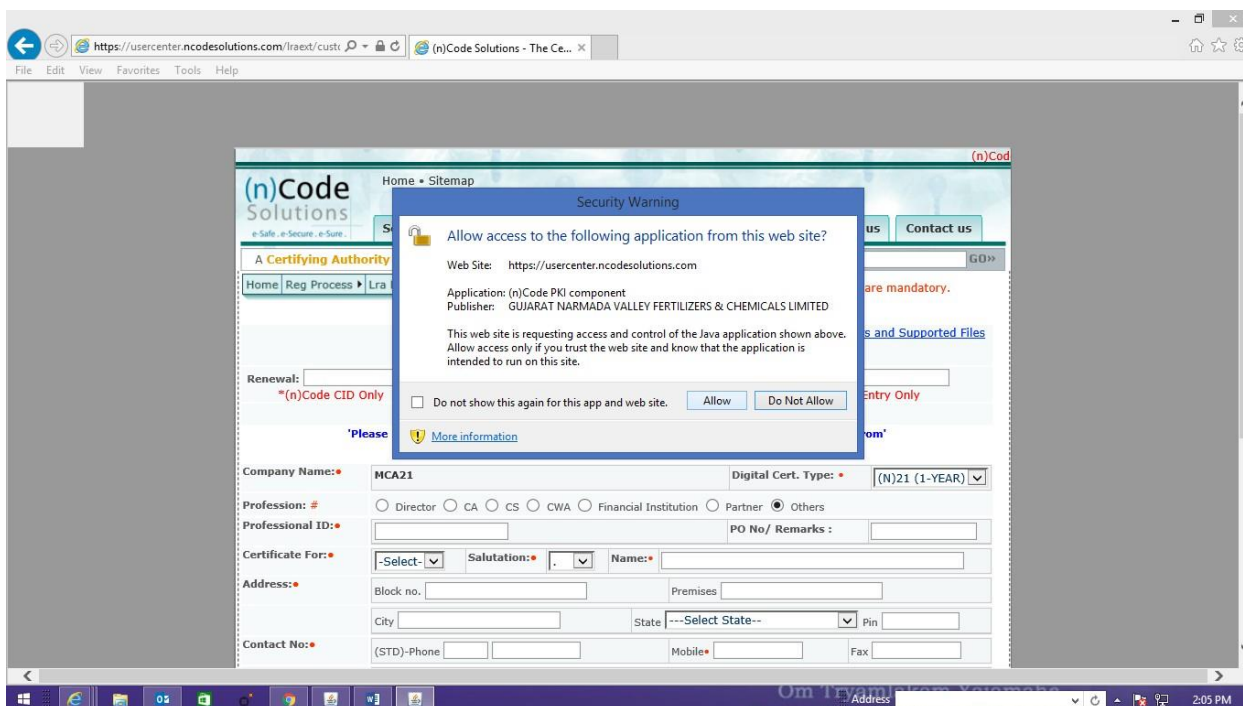 https://usercenter.ncodesolutions.com/lraext/custo
(n)Code Solutions - The Ce...
File Edit View Favorites Tools Help
(n)Cod
(n)Code
Solutions
e-Safe . e-Secure . e-Sure .
Home • Sitemap
us
Contact us
A Certifying Authority
GO»
Home Reg Process Lra
are mandatory.
s and Supported Files
Security Warning
Allow access to the following application from this web site?
Web Site: https://usercenter.ncodesolutions.com
Application: (n)Code PKI component
Publisher: GUJARAT NARMADA VALLEY FERTILIZERS & CHEMICALS LIMITED
This web site is requesting access and control of the Java application shown above.
Allow access only if you trust the web site and know that the application is
intended to run on this site.
Do not show this again for this app and web site. Allow Do Not Allow
More information
Renewal:
*(n)Code CID Only
Entry Only
'Please
Company Name:• MCA21 Digital Cert. Type: • (N)21 (1-YEAR)
Profession: # Director CA CS CWA Financial Institution Partner Others
Professional ID:• PO No/ Remarks :
Certificate For:• -Select- Salutation:• . Name:•
Address:• Block no. Premises
City State ---Select State-- Pin
Contact No:• (STD)-Phone Mobile• Fax
Address
2:05 PM